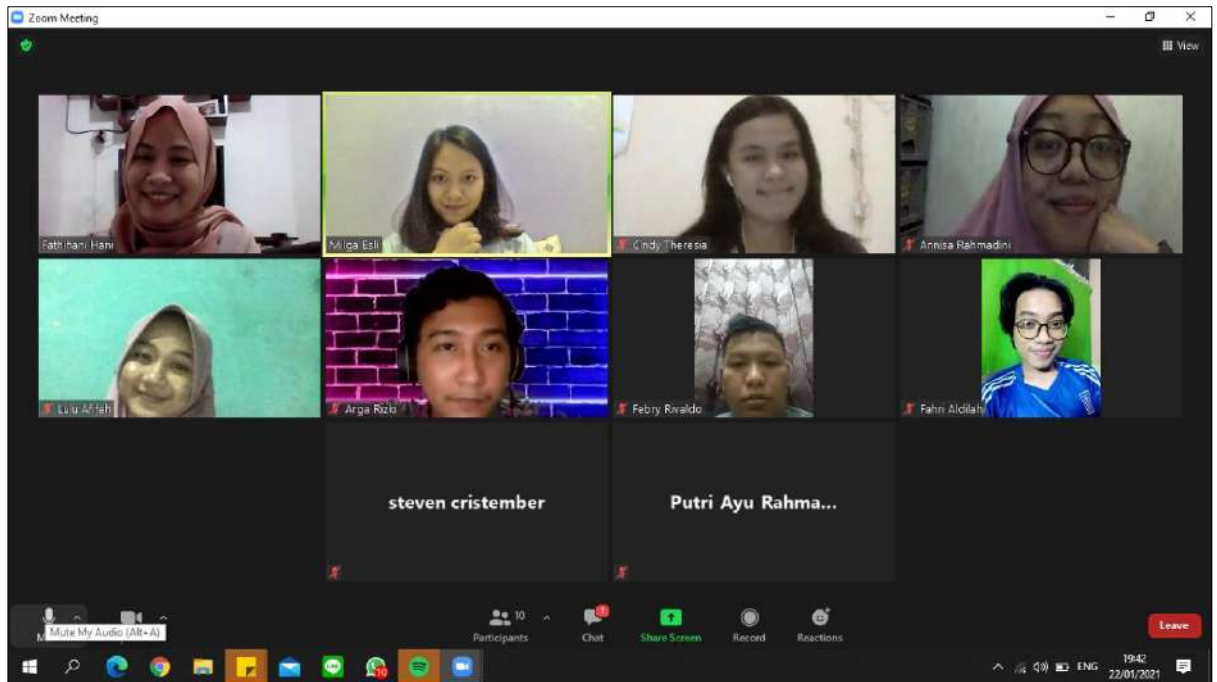 Zoom Meeting
View
Fathihani Hani
Milga Esli
Cindy Theresia
Annisa Rahmadini
Lulu Afifah
Arga Rizki
Febry Rivaldo
Fahri Aldilah
steven cristember
Putri Ayu Rahma...
Mute My Audio (Alt+A)
10
Participants
1
Chat
Share Screen
Record
Reactions
Leave
10
ENG
19:42
22/01/2021